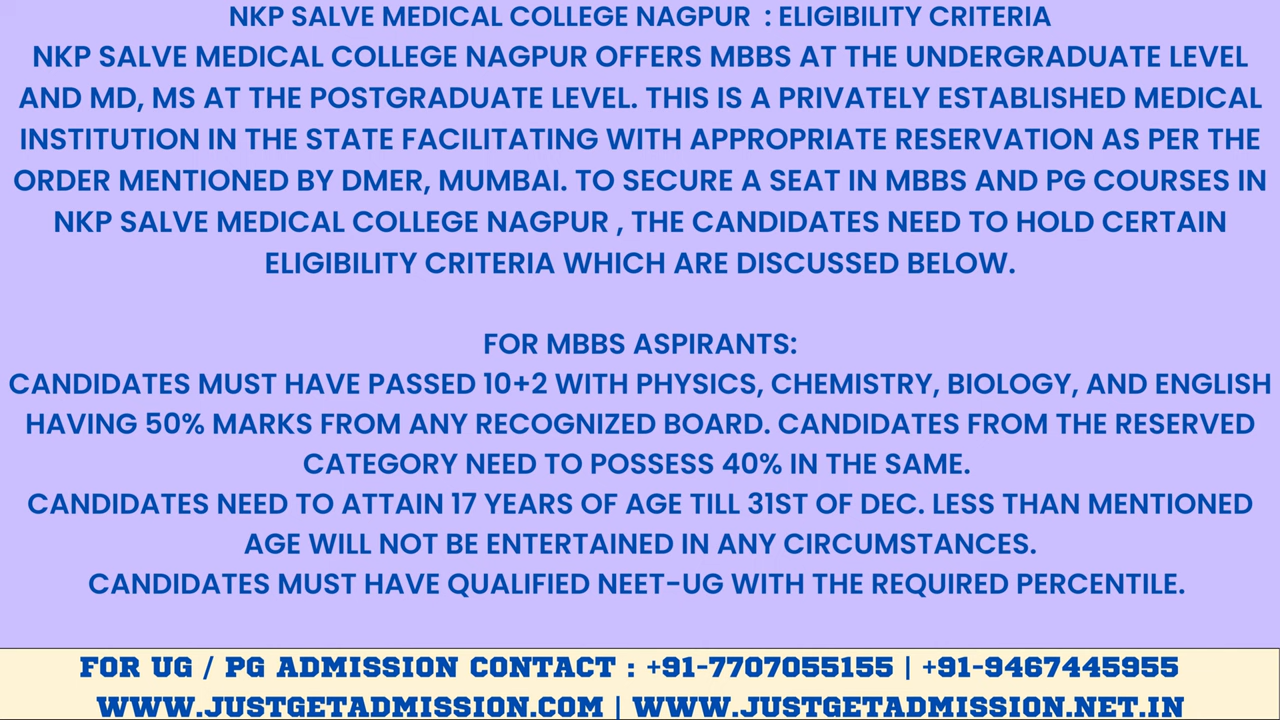 NKP SALVE MEDICAL COLLEGE NAGPUR : ELIGIBILITY CRITERIA
NKP SALVE MEDICAL COLLEGE NAGPUR OFFERS MBBS AT THE UNDERGRADUATE LEVEL
AND MD, MS AT THE POSTGRADUATE LEVEL. THIS IS A PRIVATELY ESTABLISHED MEDICAL
INSTITUTION IN THE STATE FACILITATING WITH APPROPRIATE RESERVATION AS PER THE
ORDER MENTIONED BY DMER, MUMBAI. TO SECURE A SEAT IN MBBS AND PG COURSES IN
NKP SALVE MEDICAL COLLEGE NAGPUR , THE CANDIDATES NEED TO HOLD CERTAIN
ELIGIBILITY CRITERIA WHICH ARE DISCUSSED BELOW.
FOR MBBS ASPIRANTS:
CANDIDATES MUST HAVE PASSED 10+2 WITH PHYSICS, CHEMISTRY, BIOLOGY, AND ENGLISH
HAVING 50% MARKS FROM ANY RECOGNIZED BOARD. CANDIDATES FROM THE RESERVED
CATEGORY NEED TO POSSESS 40% IN THE SAME.
CANDIDATES NEED TO ATTAIN 17 YEARS OF AGE TILL 31ST OF DEC. LESS THAN MENTIONED
AGE WILL NOT BE ENTERTAINED IN ANY CIRCUMSTANCES.
CANDIDATES MUST HAVE QUALIFIED NEET-UG WITH THE REQUIRED PERCENTILE.
FOR UG / PG ADMISSION CONTACT : +91-7707055155 | +91-9467445955
WWW.JUSTGETADMISSION.COM | WWW.JUSTGETADMISSION.NET.IN